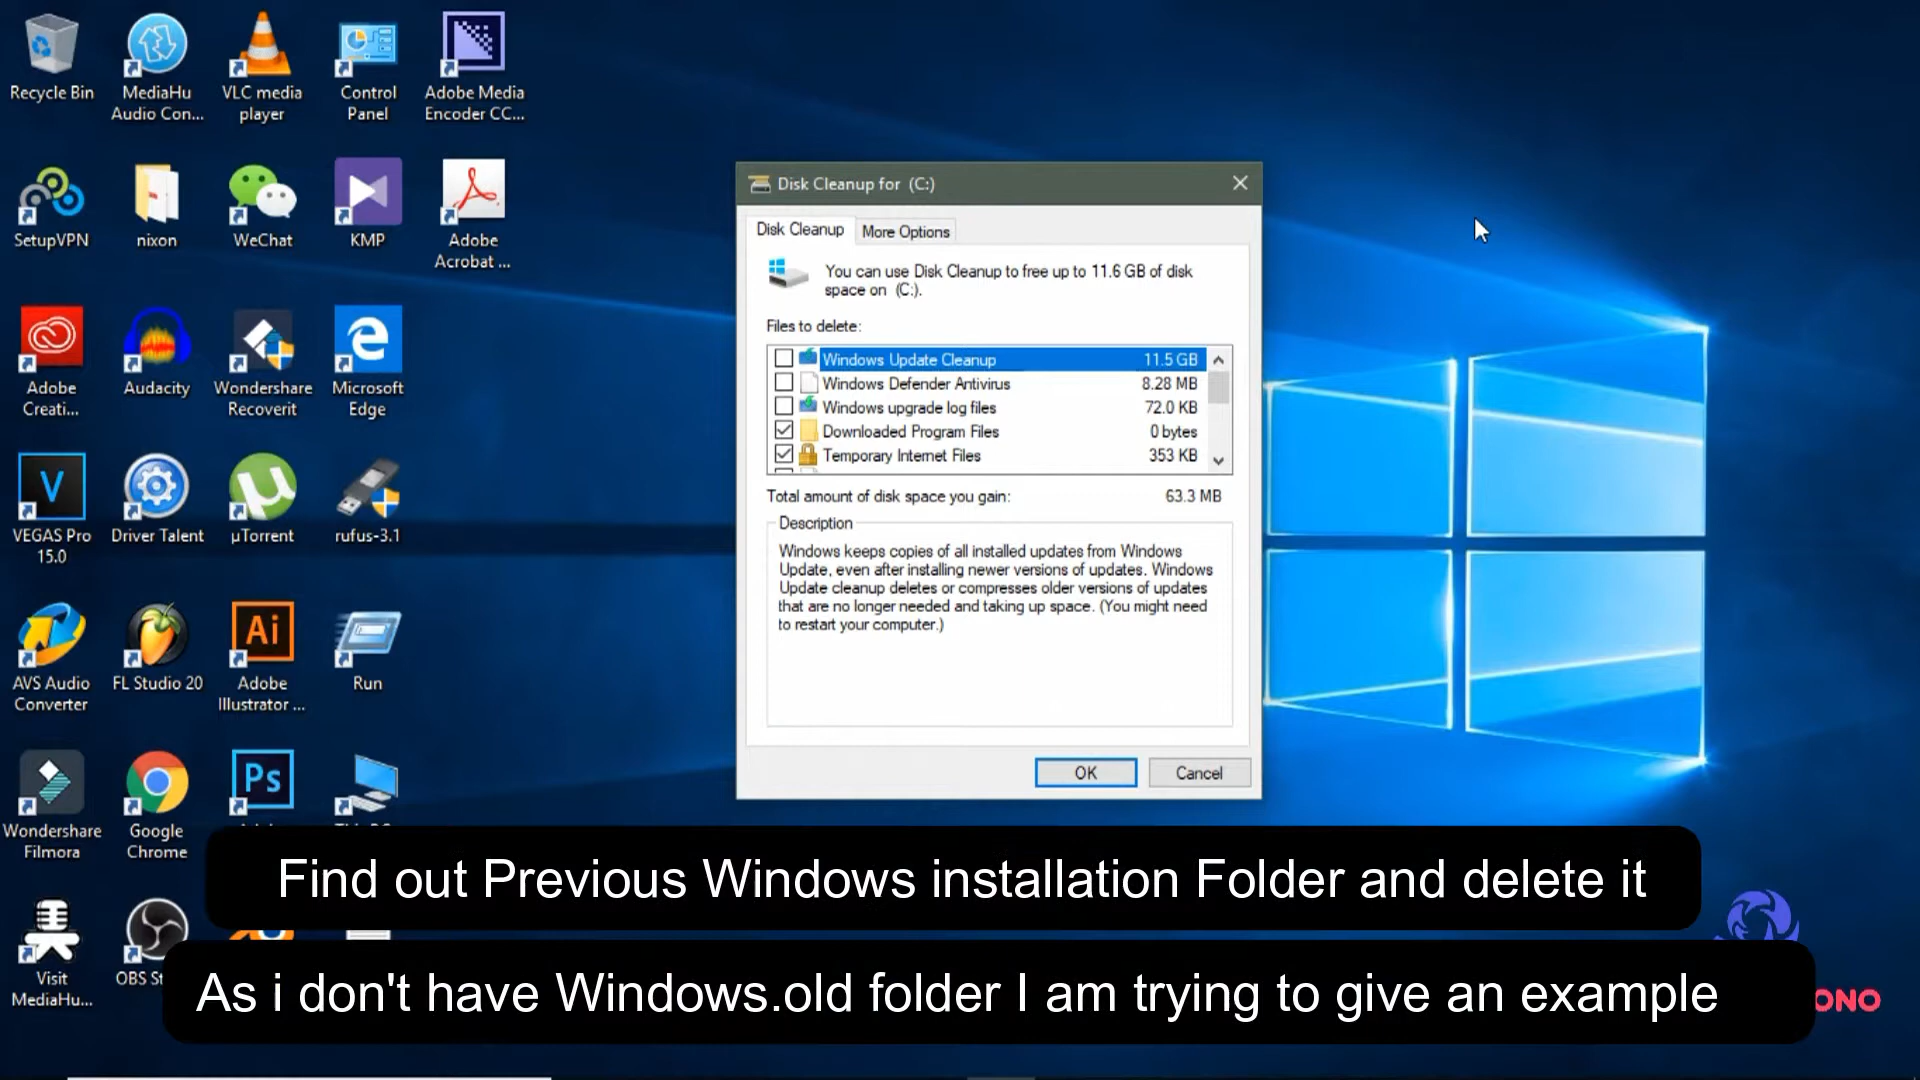 Recycle Bin
MediaHu
Audio Con...
VLC media
player
Control
Panel
Adobe Media
Encoder CC...
SetupVPN
nixon
WeChat
KMP
Adobe
Acrobat ...
Adobe
Creati...
Audacity
Wondershare
Recoverit
Microsoft
Edge
VEGAS Pro
15.0
Driver Talent
µTorrent
rufus-3.1
AVS Audio
Converter
FL Studio 20
Adobe
Illustrator ...
Run
Wondershare
Filmora
Google
Chrome
Visit
MediaHu...
OBS St
V
Ai
Ps
Disk Cleanup for (C:)
Disk Cleanup
More Options
You can use Disk Cleanup to free up to 11.6 GB of disk
space on (C:).
Files to delete:
Windows Update Cleanup 11.5 GB
Windows Defender Antivirus 8.28 MB
Windows upgrade log files 72.0 KB
Downloaded Program Files 0 bytes
Temporary Internet Files 353 KB
Total amount of disk space you gain: 63.3 MB
Description
Windows keeps copies of all installed updates from Windows
Update, even after installing newer versions of updates. Windows
Update cleanup deletes or compresses older versions of updates
that are no longer needed and taking up space. (You might need
to restart your computer.)
OK
Cancel
Find out Previous Windows installation Folder and delete it
As i don't have Windows.old folder I am trying to give an example
ONO